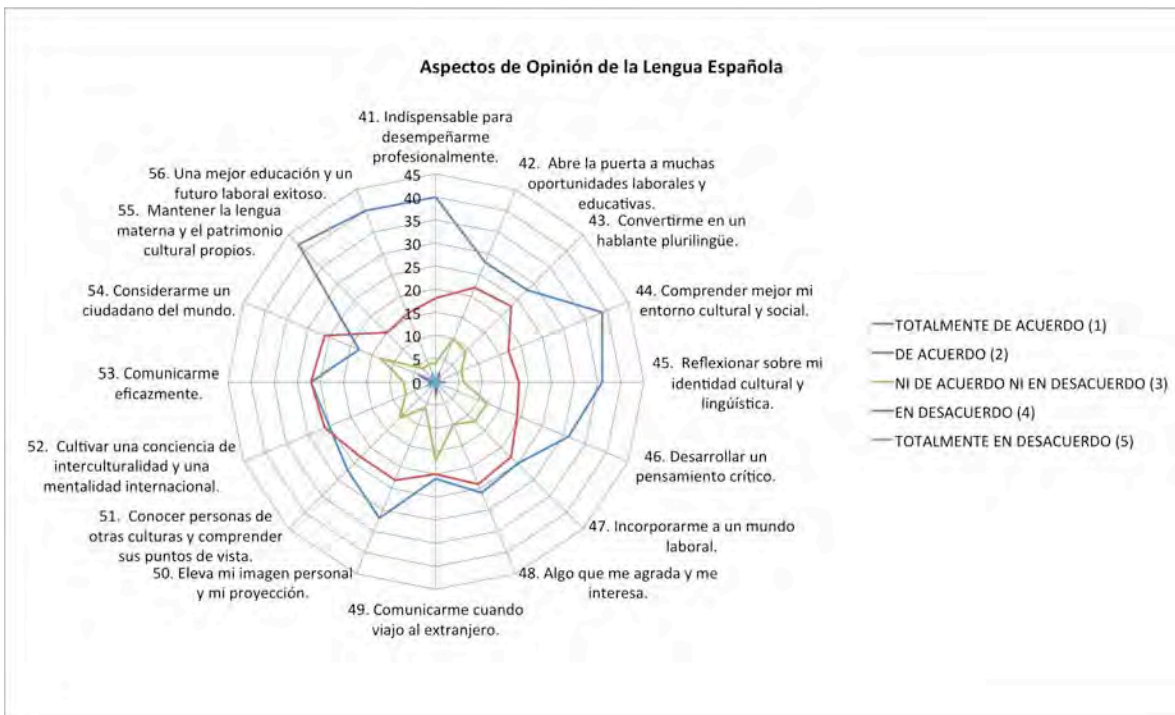 Aspectos de Opinión de la Lengua Española
41. Indispensable para
desempeñarme
profesionalmente.
42. Abre la puerta a muchas
oportunidades laborales y
educativas.
43. Convertirme en un
hablante plurilingüe.
44. Comprender mejor mi
entorno cultural y social.
45. Reflexionar sobre mi
identidad cultural y
lingüística.
46. Desarrollar un
pensamiento crítico.
47. Incorporarme a un mundo
laboral.
48. Algo que me agrada y me
interesa.
49. Comunicarme cuando
viajo al extranjero.
50. Eleva mi imagen personal
y mi proyección.
51. Conocer personas de
otras culturas y comprender
sus puntos de vista.
52. Cultivar una conciencia de
interculturalidad y una
mentalidad internacional.
53. Comunicarme
eficazmente.
54. Considerarme un
ciudadano del mundo.
55. Mantener la lengua
materna y el patrimonio
cultural propios.
56. Una mejor educación y un
futuro laboral exitoso.
45
40
35
30
25
20
15
10
5
0
TOTALMENTE DE ACUERDO (1)
DE ACUERDO (2)
NI DE ACUERDO NI EN DESACUERDO (3)
EN DESACUERDO (4)
TOTALMENTE EN DESACUERDO (5)